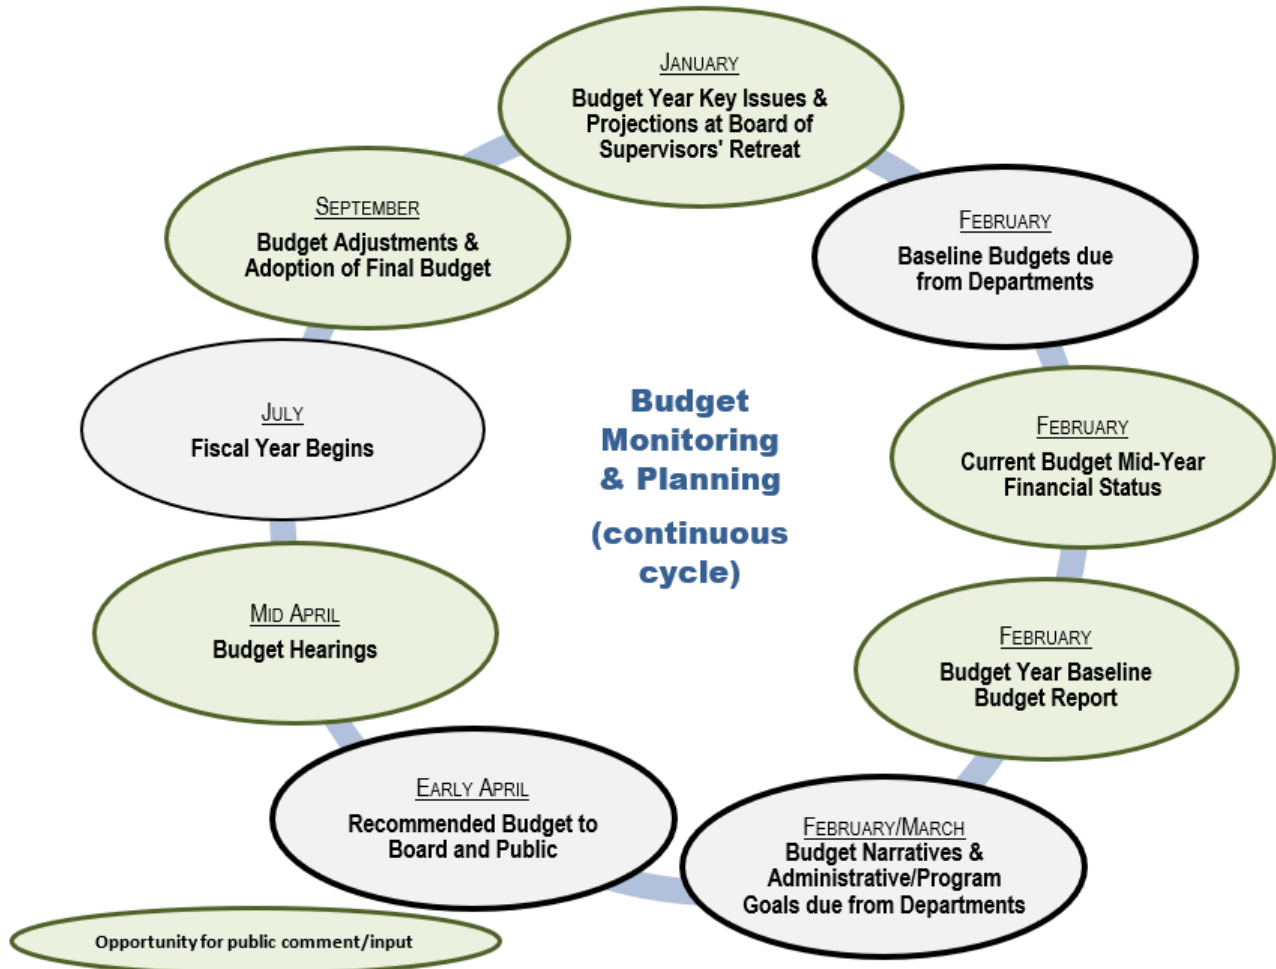 JANUARY
Budget Year Key Issues &
Projections at Board of
Supervisors' Retreat
FEBRUARY
Baseline Budgets due
from Departments
FEBRUARY
Current Budget Mid-Year
Financial Status
FEBRUARY
Budget Year Baseline
Budget Report
FEBRUARY/MARCH
Budget Narratives &
Administrative/Program
Goals due from Departments
EARLY APRIL
Recommended Budget to
Board and Public
MID APRIL
Budget Hearings
JULY
Fiscal Year Begins
SEPTEMBER
Budget Adjustments &
Adoption of Final Budget
Budget
Monitoring
& Planning
(continuous
cycle)
Opportunity for public comment/input